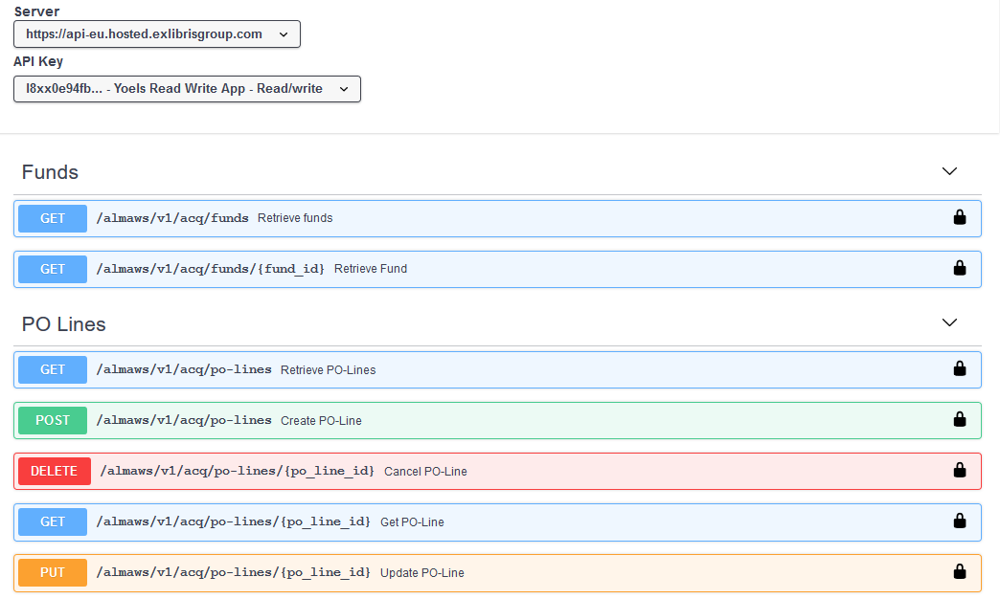 Server
https://api-eu.hosted.exlibrisgroup.com
API Key
l8xx0e94fb... - Yoels Read Write App - Read/write
Funds
GET /almaws/v1/acq/funds Retrieve funds
GET /almaws/v1/acq/funds/{fund_id} Retrieve Fund
PO Lines
GET /almaws/v1/acq/po-lines Retrieve PO-Lines
POST /almaws/v1/acq/po-lines Create PO-Line
DELETE /almaws/v1/acq/po-lines/{po_line_id} Cancel PO-Line
GET /almaws/v1/acq/po-lines/{po_line_id} Get PO-Line
PUT /almaws/v1/acq/po-lines/{po_line_id} Update PO-Line